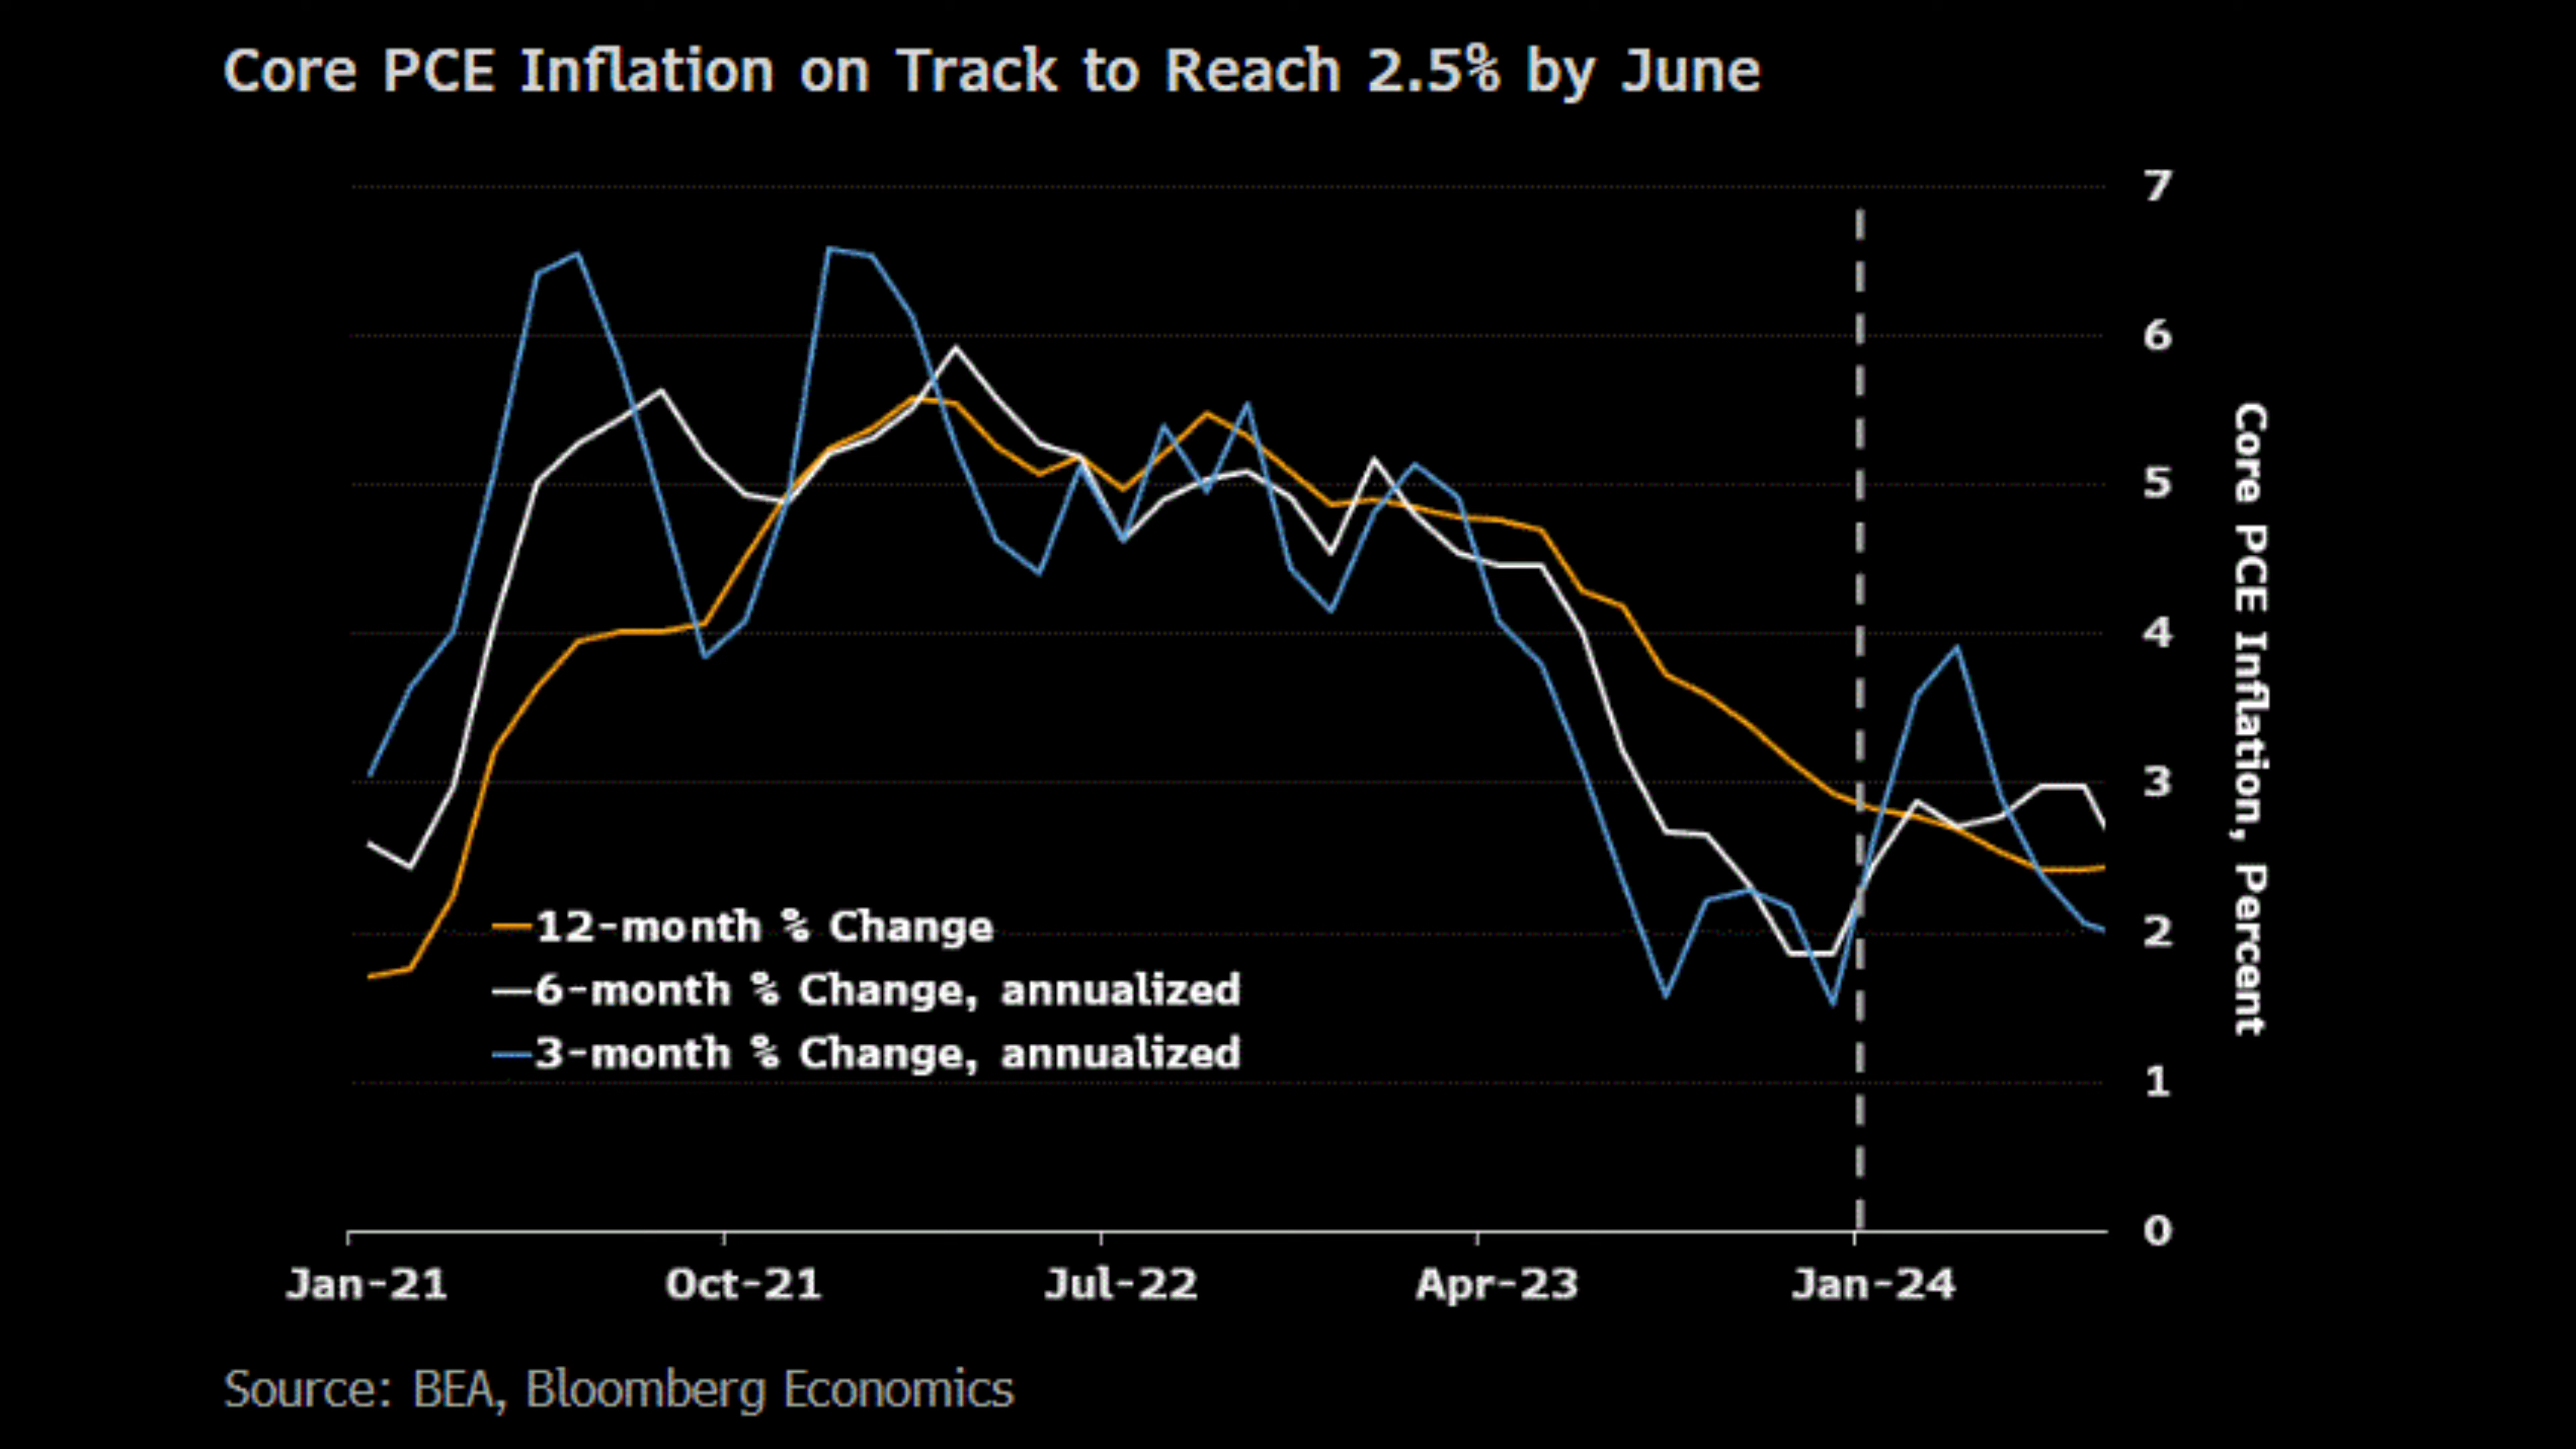 Core PCE Inflation on Track to Reach 2.5% by June
7
6
5
4
3
2
1
0
Core PCE Inflation, Percent
12-month % Change
6-month % Change, annualized
3-month % Change, annualized
Jan-21 Oct-21 Jul-22 Apr-23 Jan-24
Source: BEA, Bloomberg Economics